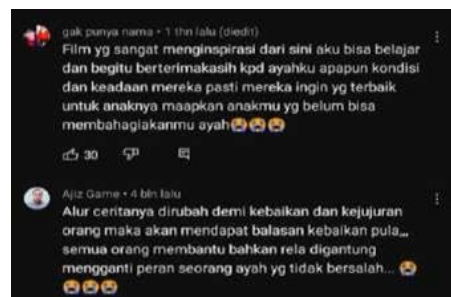 gak punya nama • 1 thn lalu (diedit)
Film yg sangat menginspirasi dari sini aku bisa belajar
dan begitu berterimakasih kpd ayahku apapun kondisi
dan keadaan mereka pasti mereka ingin yg terbaik
untuk anaknya maapkan anakmu yg belum bisa
membahagiakanmu ayah😭😭😭
30
Ajiz Game • 4 bln lalu
Alur ceritanya dirubah demi kebaikan dan kejujuran
orang maka akan mendapat balasan kebaikan pula,,,
semua orang membantu bahkan rela digantung
mengganti peran seorang ayah yg tidak bersalah... 😭
😭😭😭